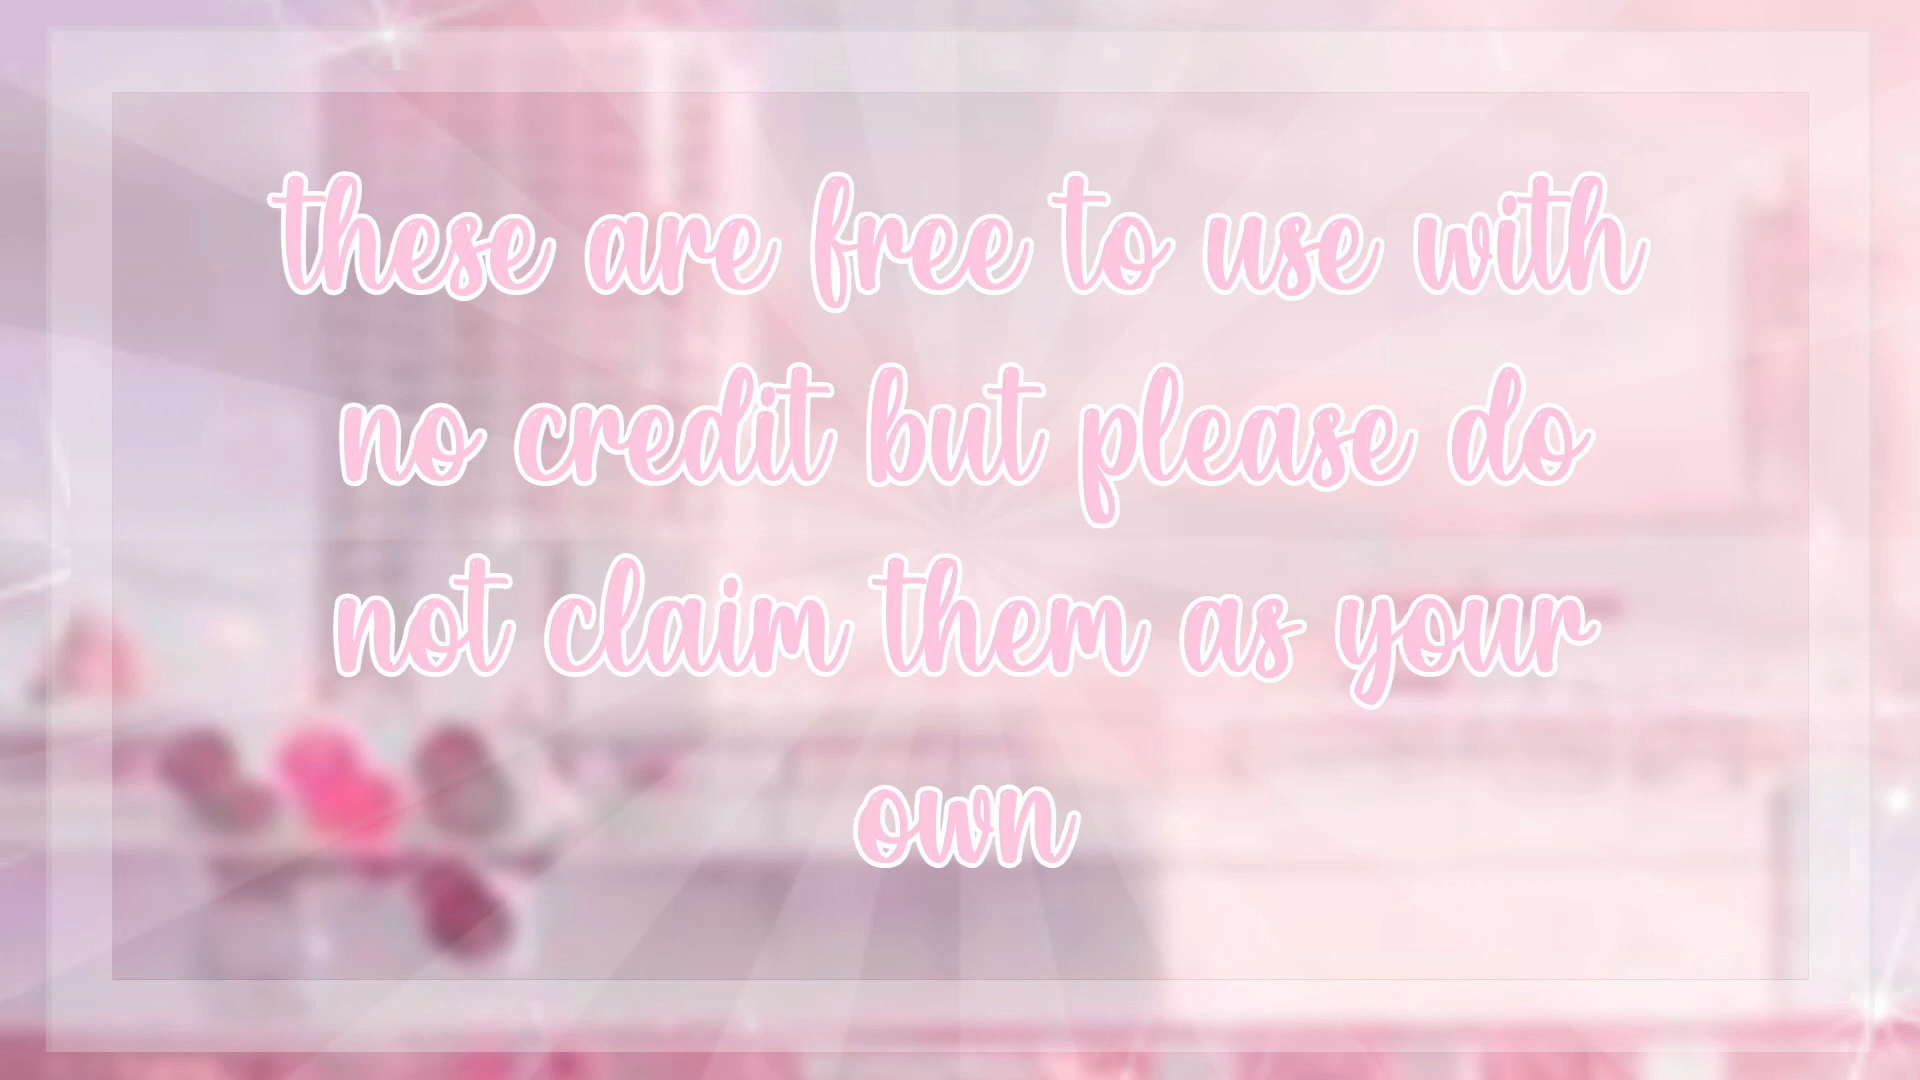 these are free to use with
no credit but please do
not claim them as your
own